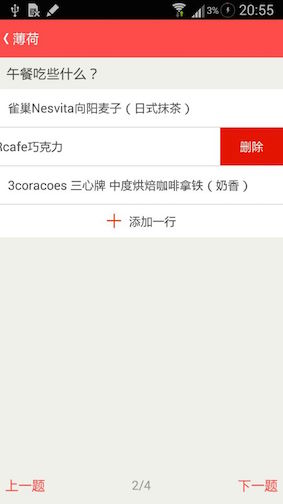 3% 20:55
薄荷
午餐吃些什么？
雀巢Nesvita向阳麦子（日式抹茶）
Rcafe巧克力 删除
3coracoes 三心牌 中度烘焙咖啡拿铁（奶香）
添加一行
上一题 2/4 下一题